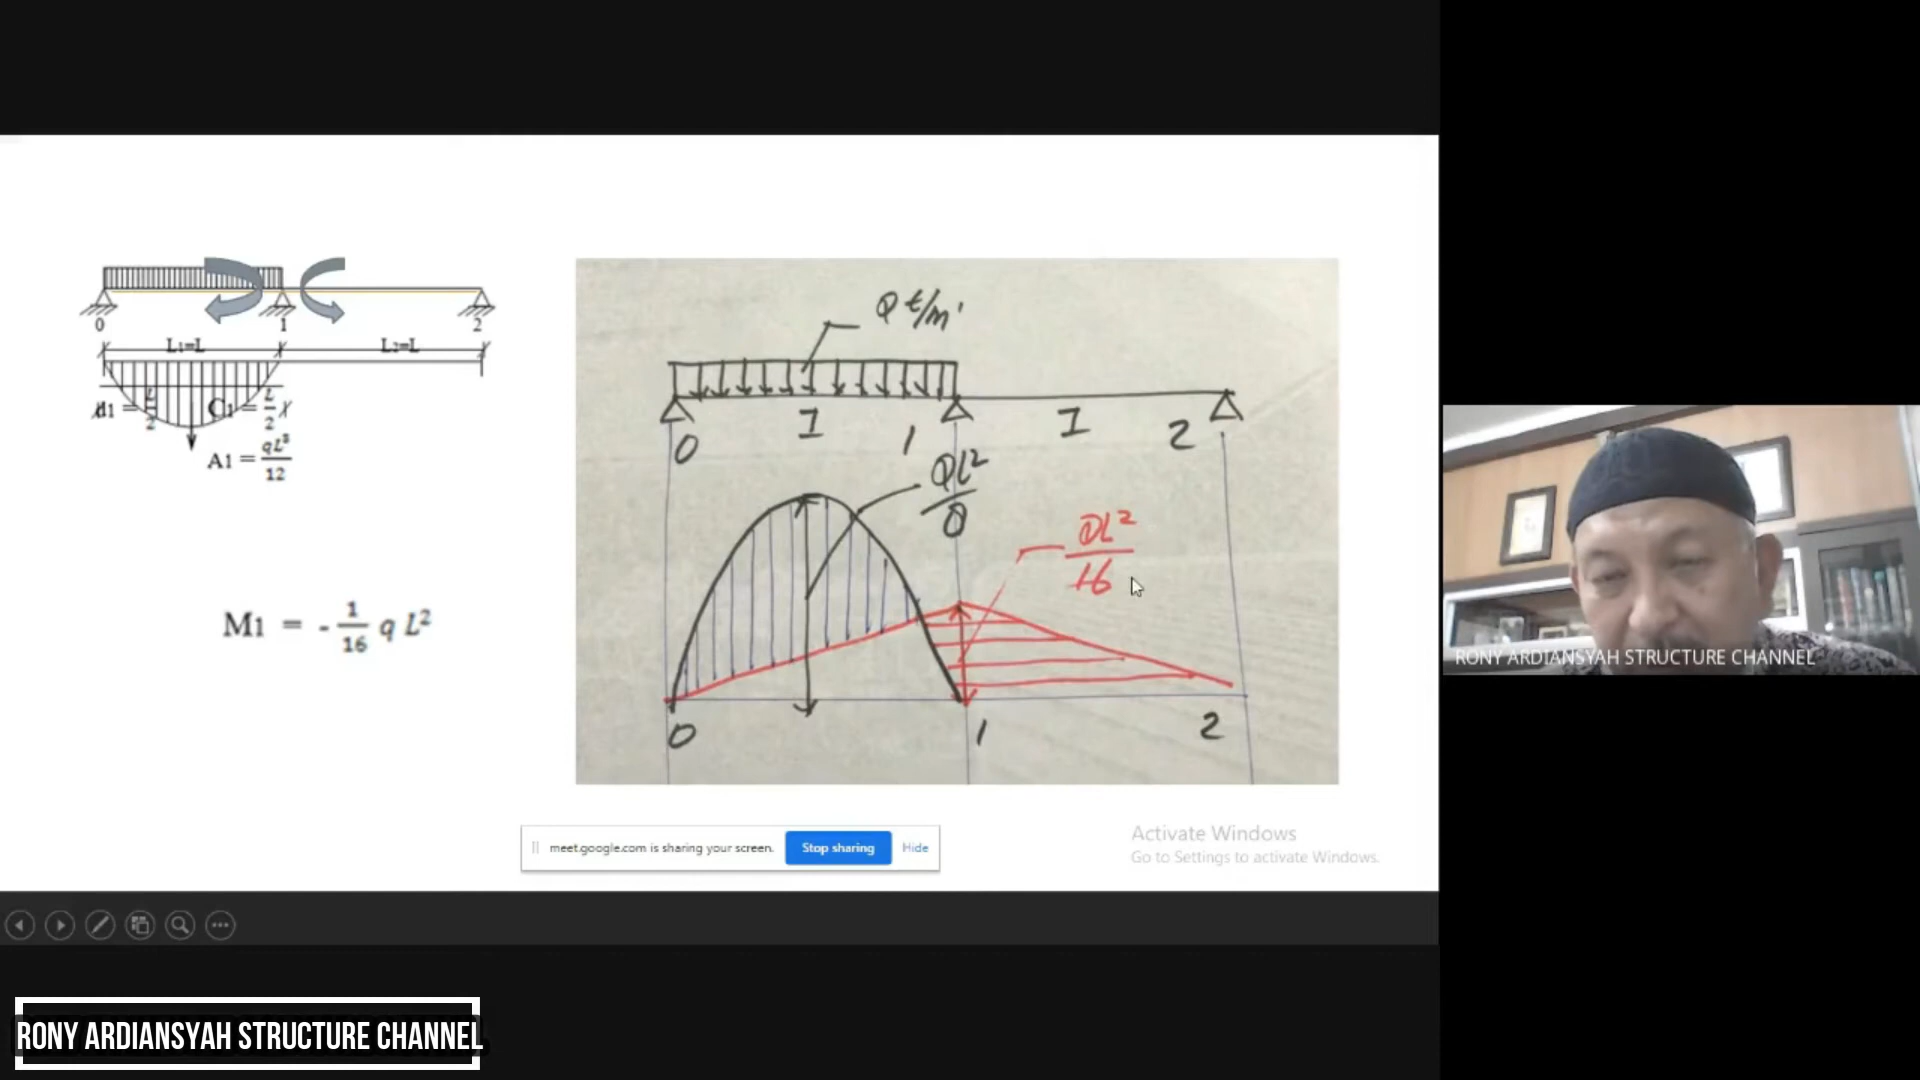 0
1
2
L1=L
L2=L
d1 = L/2
C1 = L/2
A1 = qL³/12
M1 = - 1/16 q L²
Q t/m'
I
I
0
1
2
QL²/8
QL²/16
0
1
2
meet.google.com is sharing your screen.
Stop sharing
Hide
Activate Windows
Go to Settings to activate Windows.
RONY ARDIANSYAH STRUCTURE CHANNEL
RONY ARDIANSYAH STRUCTURE CHANNEL